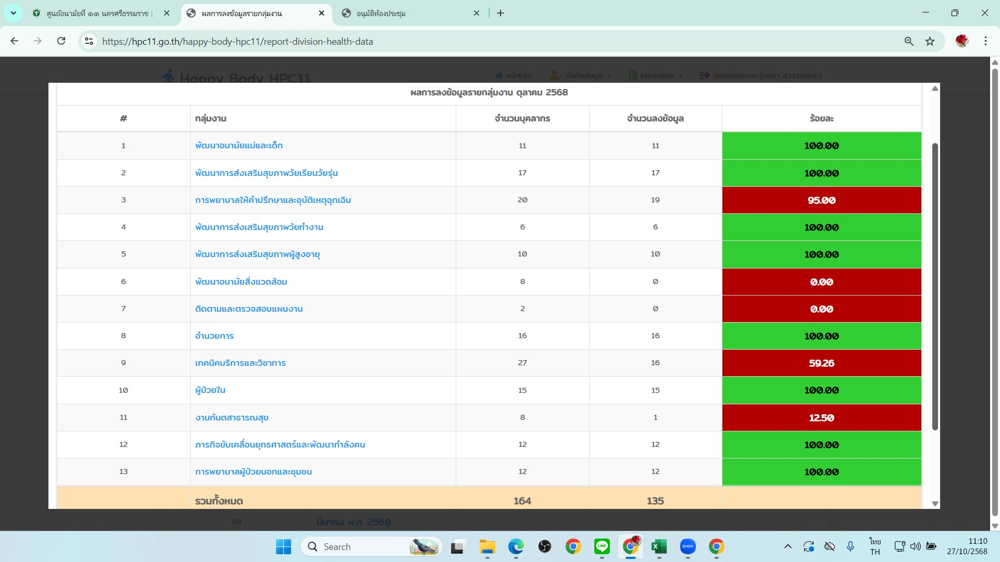 ศูนย์อนามัยที่ ๑๑ นครศรีธรรมราช |
ผลการลงข้อมูลรายกลุ่มงาน
อนุมัติห้องประชุม
https://hpc11.go.th/happy-body-hpc11/report-division-health-data
Happy Body HPC11
หน้าแรก
บันทึกข้อมูล
รายงานผล
ออกจากระบบ (กษมา สุวรรณธนะ)
ผลการลงข้อมูลรายกลุ่มงาน ตุลาคม 2568
# กลุ่มงาน จำนวนบุคลากร จำนวนลงข้อมูล ร้อยละ
1 พัฒนาอนามัยแม่และเด็ก 11 11 100.00
2 พัฒนาการส่งเสริมสุขภาพวัยเรียนวัยรุ่น 17 17 100.00
3 การพยาบาลให้คำปรึกษาและอุบัติเหตุฉุกเฉิน 20 19 95.00
4 พัฒนาการส่งเสริมสุขภาพวัยทำงาน 6 6 100.00
5 พัฒนาการส่งเสริมสุขภาพผู้สูงอายุ 10 10 100.00
6 พัฒนาอนามัยสิ่งแวดล้อม 8 0 0.00
7 ติดตามและตรวจสอบแผนงาน 2 0 0.00
8 อำนวยการ 16 16 100.00
9 เทคนิคบริการและวิชาการ 27 16 59.26
10 ผู้ป่วยใน 15 15 100.00
11 งานทันตสาธารณสุข 8 1 12.50
12 ภารกิจขับเคลื่อนยุทธศาสตร์และพัฒนากำลังคน 12 12 100.00
13 การพยาบาลผู้ป่วยนอกและชุมชน 12 12 100.00
รวมทั้งหมด 164 135
10 มีนาคม พ.ศ. 2568
Search
LINE
zoom
ไทย
TH
11:10
27/10/2568